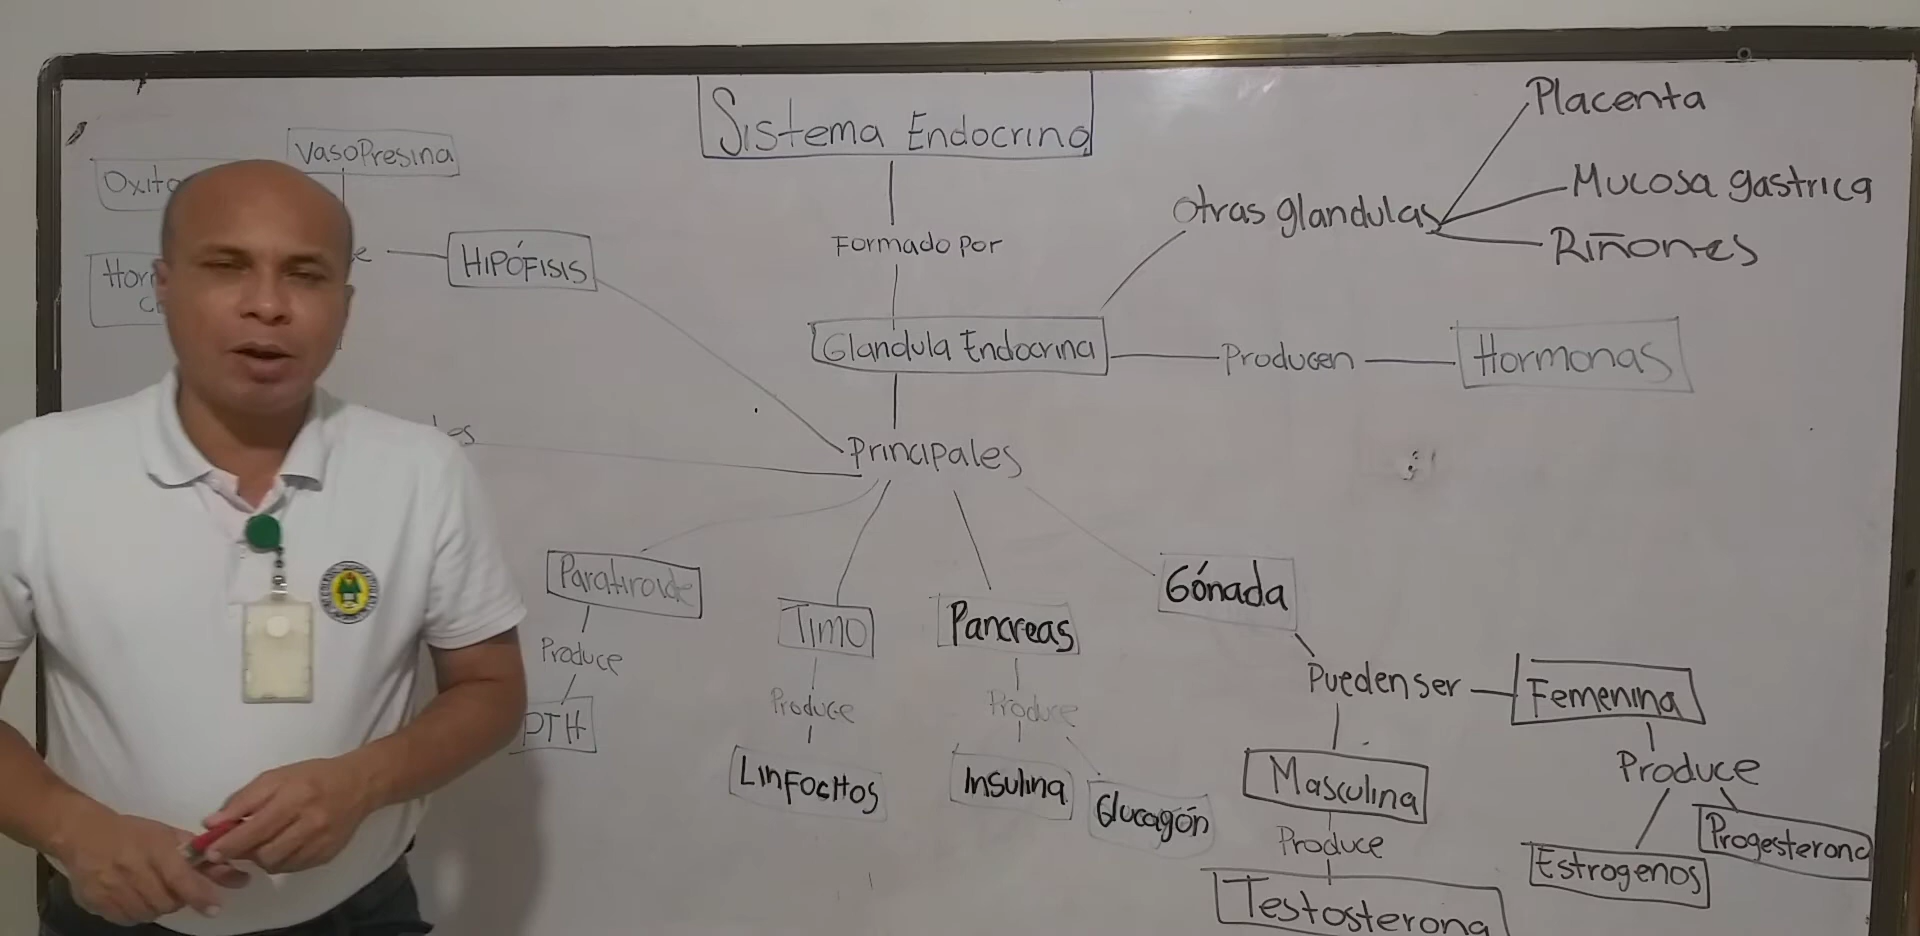 Sistema Endocrino
Placenta
VasoPresina
Mucosa gastrica
Otras glandulas
Formado por
Riñones
HIPÓFISIS
Glandula Endocrina
Producen
Hormonas
Principales
Paratiroide
Timo
Pancreas
Gónada
Produce
Produce
Produce
Pueden ser
Femenina
PTH
Linfocitos
Insulina
Glucagón
Masculina
Produce
Produce
Estrogenos
Progesterona
Testosterona